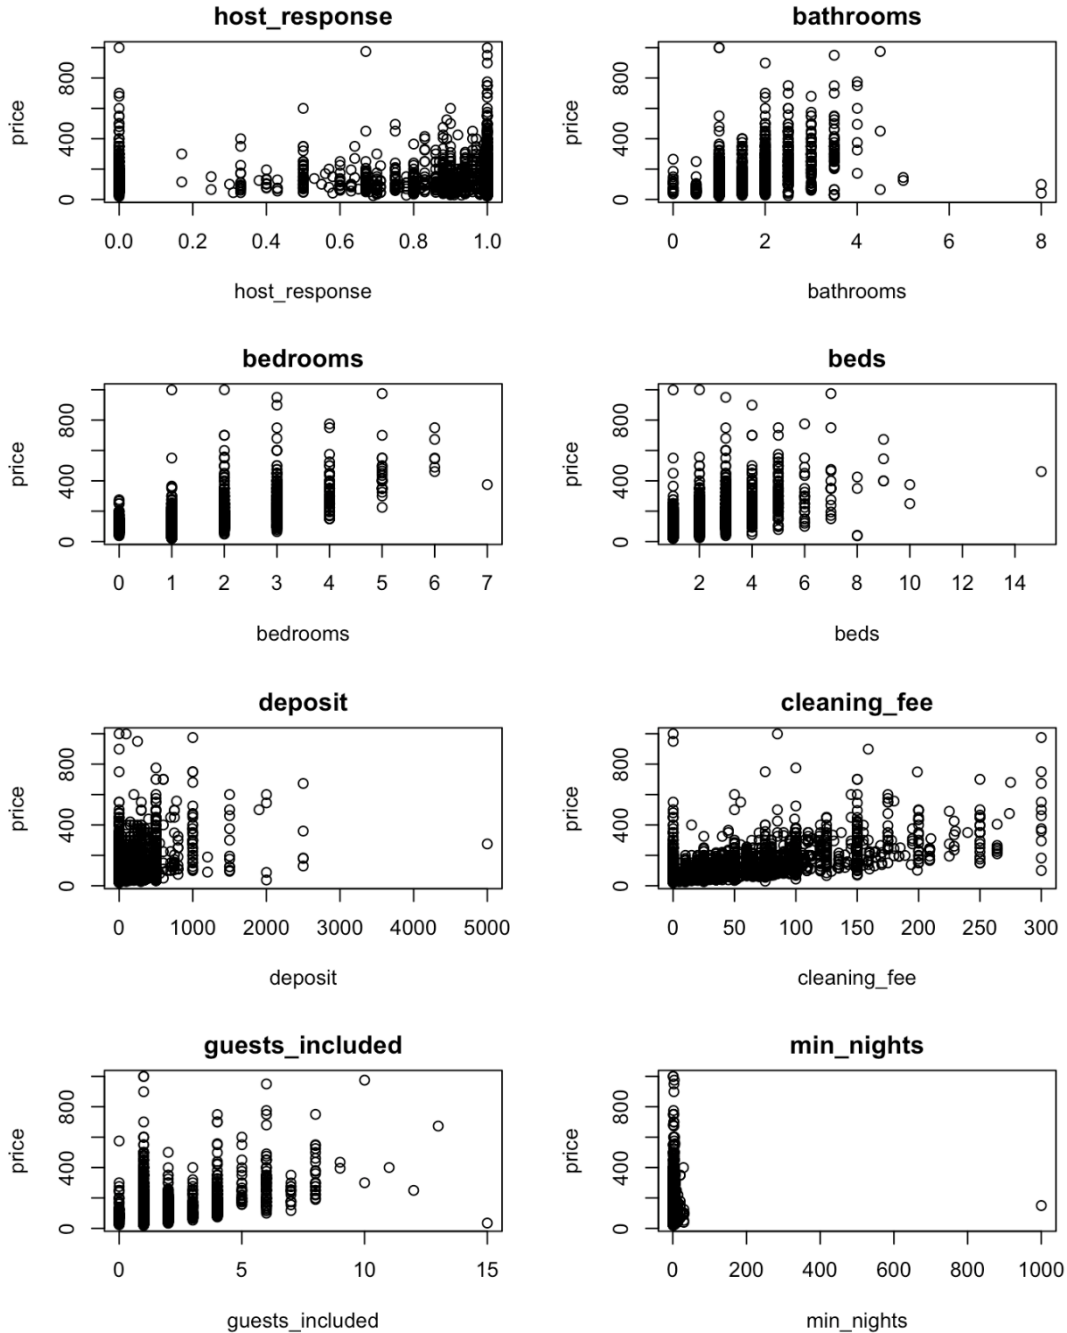 host_response
price
0 400 800
0.0 0.2 0.4 0.6 0.8 1.0
host_response
bathrooms
price
0 400 800
0 2 4 6 8
bathrooms
bedrooms
price
0 400 800
0 1 2 3 4 5 6 7
bedrooms
beds
price
0 400 800
2 4 6 8 10 12 14
beds
deposit
price
0 400 800
0 1000 2000 3000 4000 5000
deposit
cleaning_fee
price
0 400 800
0 50 100 150 200 250 300
cleaning_fee
guests_included
price
0 400 800
0 5 10 15
guests_included
min_nights
price
0 400 800
0 200 400 600 800 1000
min_nights